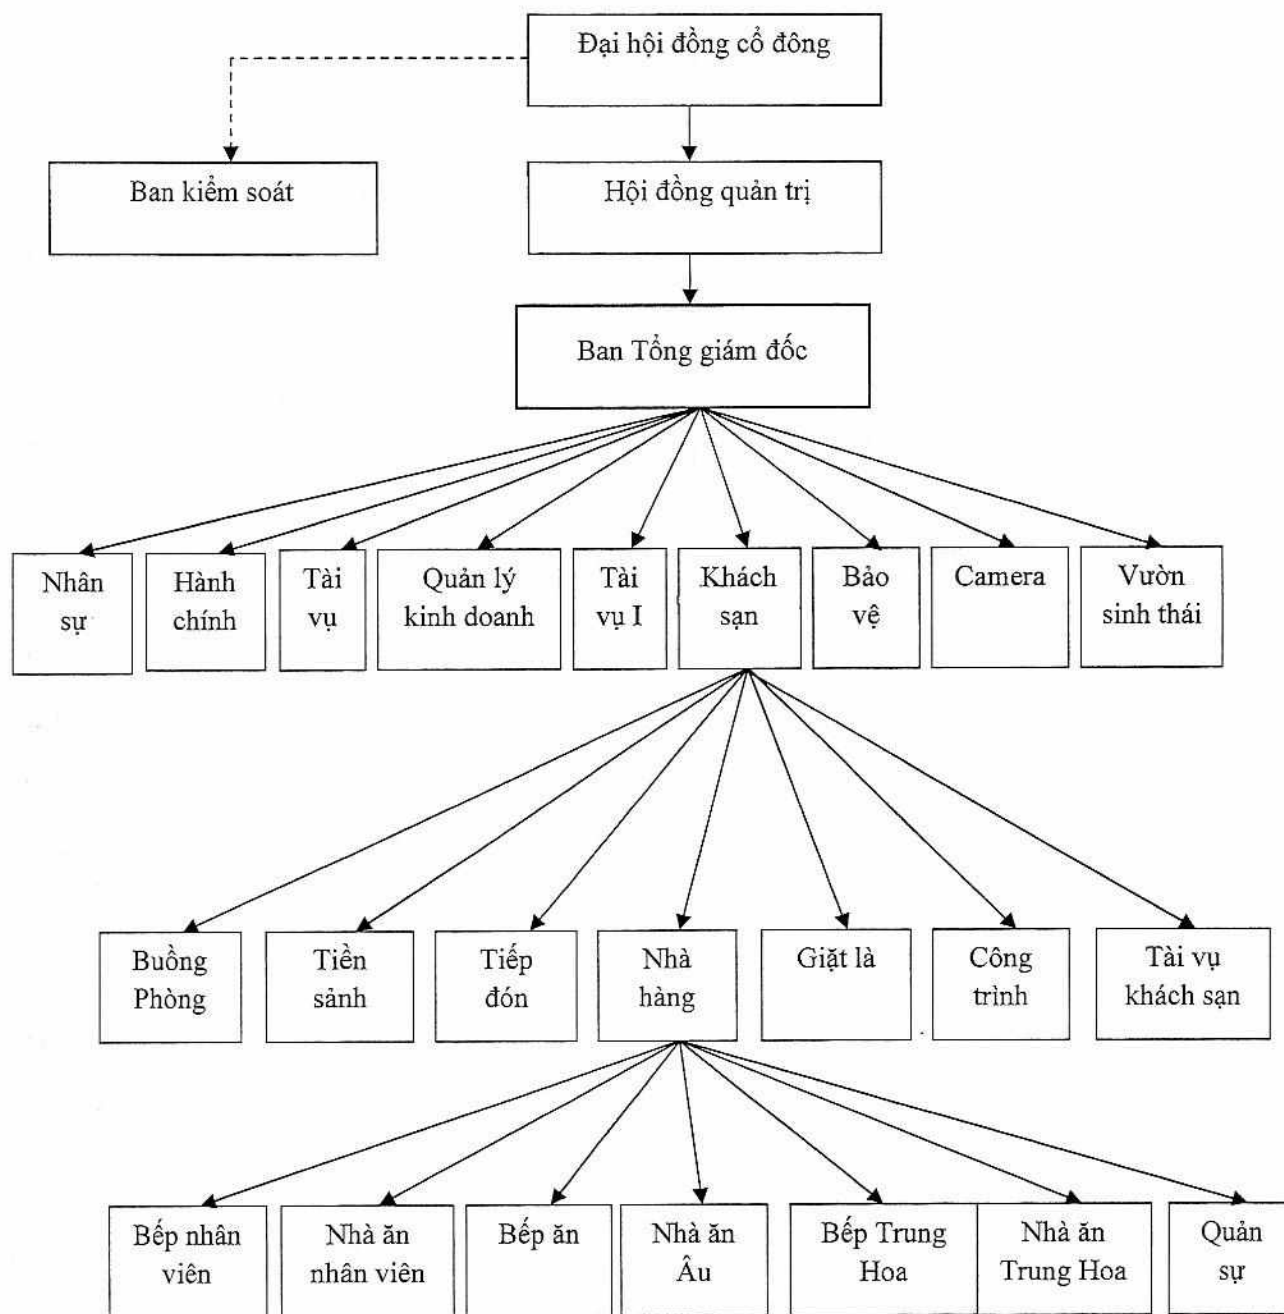 Đại hội đồng cổ đông
Ban kiểm soát
Hội đồng quản trị
Ban Tổng giám đốc
Nhân
sự
Hành
chính
Tài
vụ
Quản lý
kinh doanh
Tài
vụ I
Khách
sạn
Bảo
vệ
Camera
Vườn
sinh thái
Buồng
Phòng
Tiền
sảnh
Tiếp
đón
Nhà
hàng
Giặt là
Công
trình
Tài vụ
khách sạn
Bếp nhân
viên
Nhà ăn
nhân viên
Bếp ăn
Nhà ăn
Âu
Bếp Trung
Hoa
Nhà ăn
Trung Hoa
Quản
sự